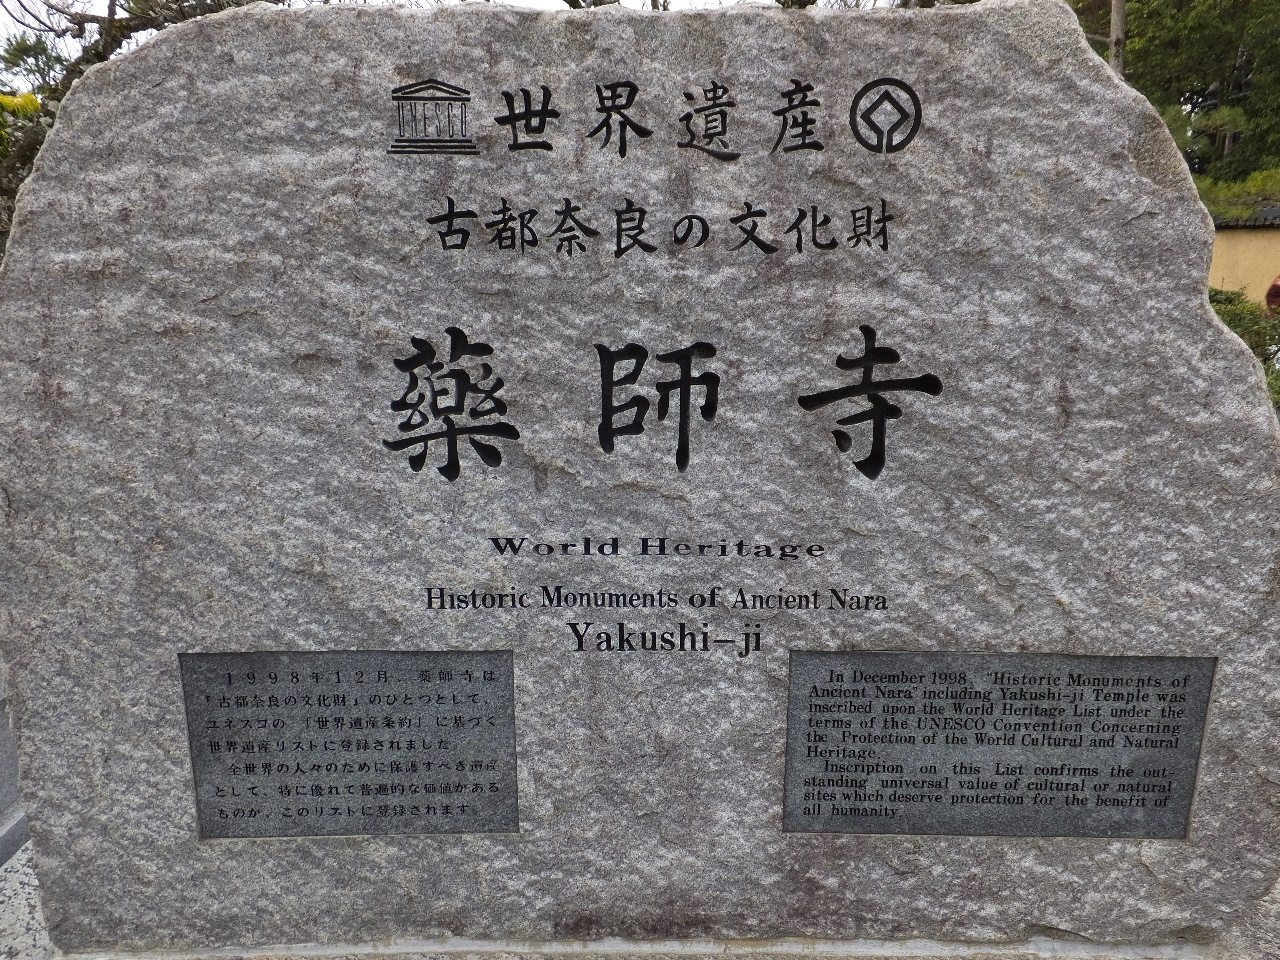 UNESCO 世界遺産
古都奈良の文化財
薬師寺
World Heritage
Historic Monuments of Ancient Nara
Yakushi-ji
1998年12月、薬師寺は
「古都奈良の文化財」のひとつとして、
ユネスコの「世界遺産条約」に基づく
世界遺産リストに登録されました。
全世界の人々のために保護すべき遺産
として、特に優れて普遍的な価値がある
ものが、このリストに登録されます。
In December 1998, "Historic Monuments of
Ancient Nara" including Yakushi-ji Temple was
inscribed upon the World Heritage List under the
terms of the UNESCO Convention Concerning
the Protection of the World Cultural and Natural
Heritage.
Inscription on this List confirms the out-
standing universal value of cultural or natural
sites which deserve protection for the benefit of
all humanity.